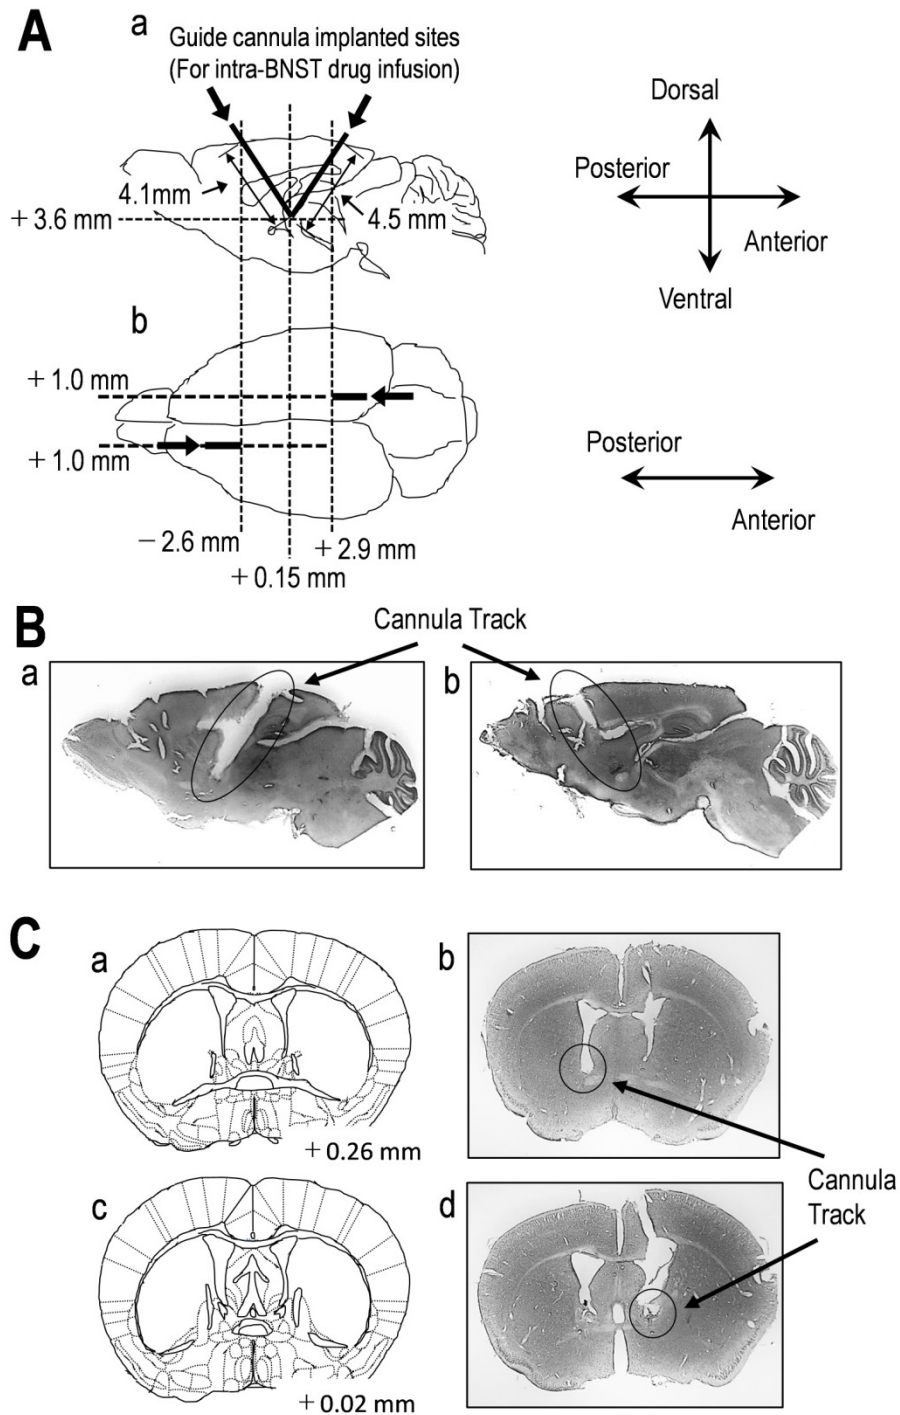 A
a
Guide cannula implanted sites
(For intra-BNST drug infusion)
4.1mm
4.5 mm
+ 3.6 mm
Dorsal
Posterior
Anterior
Ventral
b
+ 1.0 mm
+ 1.0 mm
− 2.6 mm
+ 2.9 mm
+ 0.15 mm
Posterior
Anterior
B
Cannula Track
a
b
C
a
+ 0.26 mm
b
c
+ 0.02 mm
d
Cannula
Track